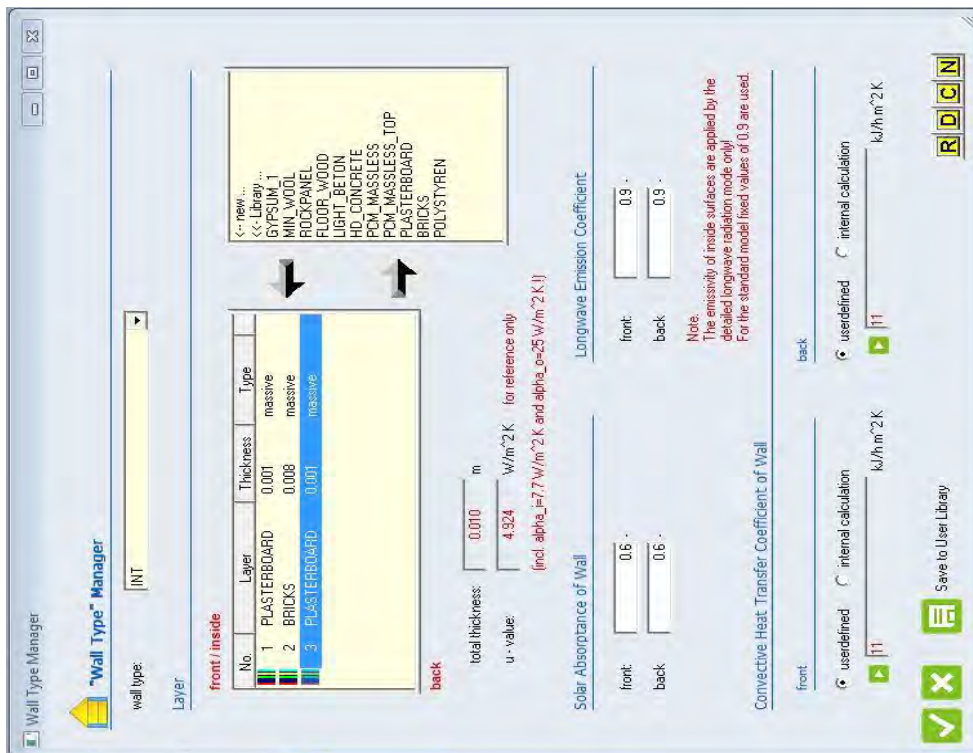 Wall Type Manager
"Wall Type" Manager
wall type: INT
Layer
front / inside
No. Layer Thickness Type
1 PLASTERBOARD 0.001 massive
2 BRICKS 0.008 massive
3 PLASTERBOARD 0.001 massive
back
<-- new ...
<<- Library ...
GYPSUM_1
MIN_WOOL
ROCKPANEL
FLOOR_WOOD
LIGHT_BETON
HD_CONCRETE
PCM_MASSLESS
PCM_MASSLESS_TOP
PLASTERBOARD
BRICKS
POLYSTYREN
total thickness: 0.010 m
u - value: 4.924 W/m^2 K for reference only
(incl. alpha_i=7.7 W/m^2 K and alpha_o=25 W/m^2 K !)
Solar Absorptance of Wall
front: 0.6 -
back 0.6 -
Longwave Emission Coefficient
front: 0.9 -
back 0.9 -
Note.
The emissivity of inside surfaces are applied by the
detailed longwave radiation mode only!
For the standard model fixed values of 0.9 are used.
Convective Heat Transfer Coefficient of Wall
front
userdefined internal calculation
11 kJ/h m^2 K
back
userdefined internal calculation
11 kJ/h m^2 K
Save to User Library
R D C N